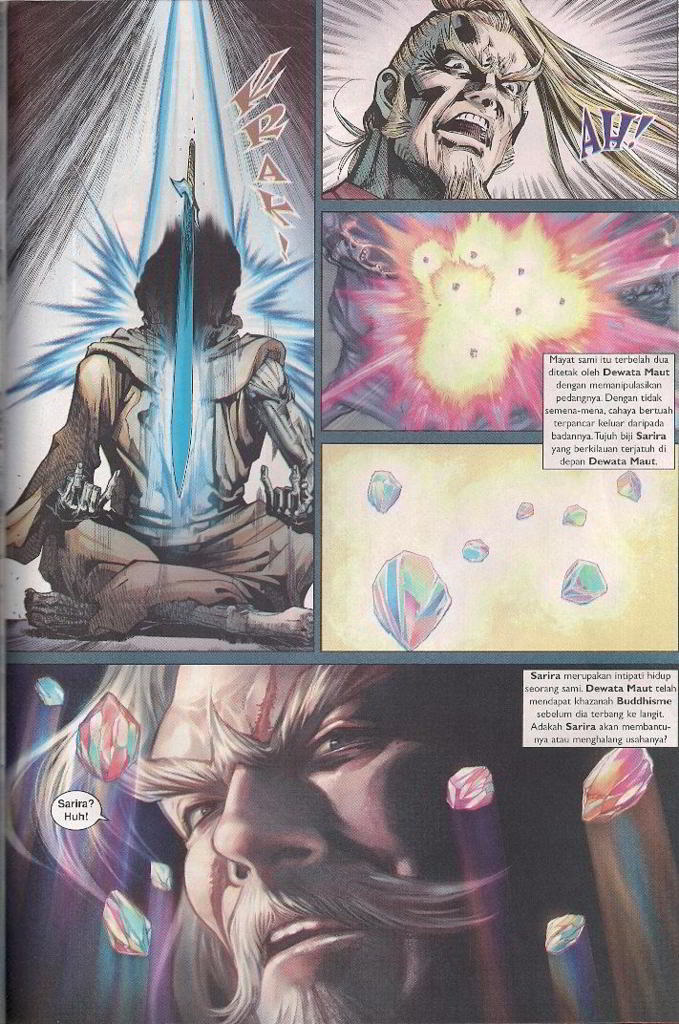 KRAK!
AH!
Mayat sami itu terbelah dua
ditetak oleh Dewata Maut
dengan memanipulasikan
pedangnya. Dengan tidak
semena-mena, cahaya bertuah
terpancar keluar daripada
badannya. Tujuh biji Sarira
yang berkilauan terjatuh di
depan Dewata Maut.
Sarira merupakan intipati hidup
seorang sami. Dewata Maut telah
mendapat khazanah Buddhisme
sebelum dia terbang ke langit.
Adakah Sarira akan membantu-
nya atau menghalang usahanya?
Sarira?
Huh!